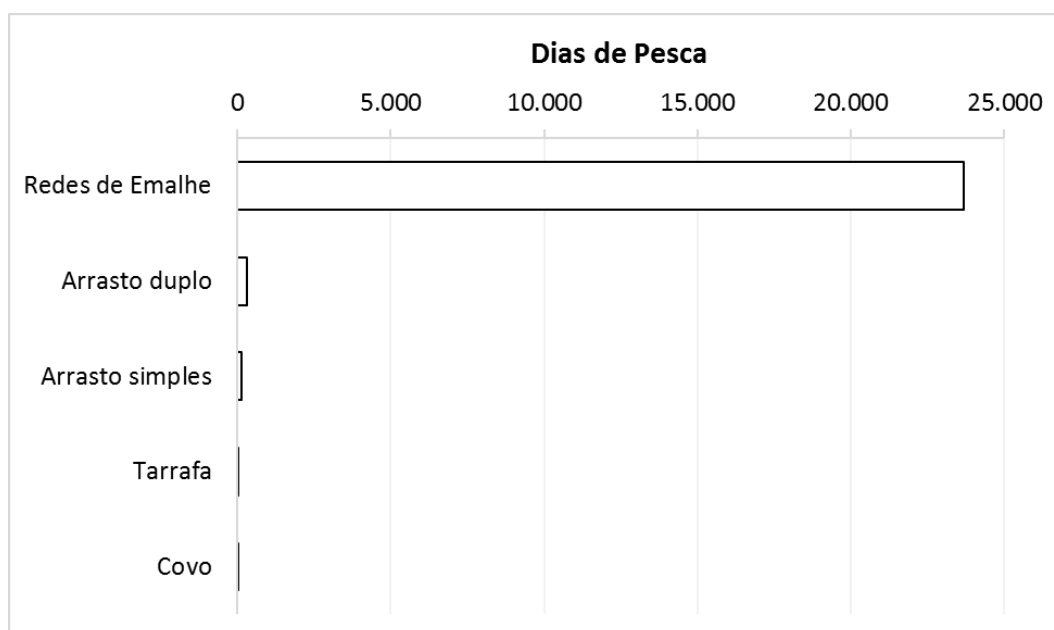 Dias de Pesca
0 5.000 10.000 15.000 20.000 25.000
Redes de Emalhe
Arrasto duplo
Arrasto simples
Tarrafa
Covo